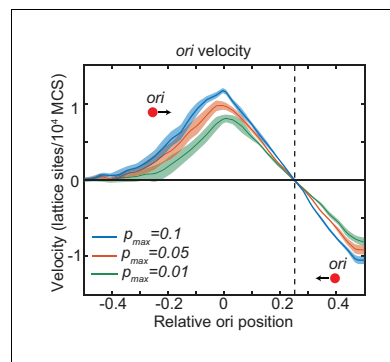 ori velocity
Velocity (lattice sites/10⁴ MCS)
1
0
-1
ori
p_max=0.1
p_max=0.05
p_max=0.01
ori
-0.4 -0.2 0 0.2 0.4
Relative ori position